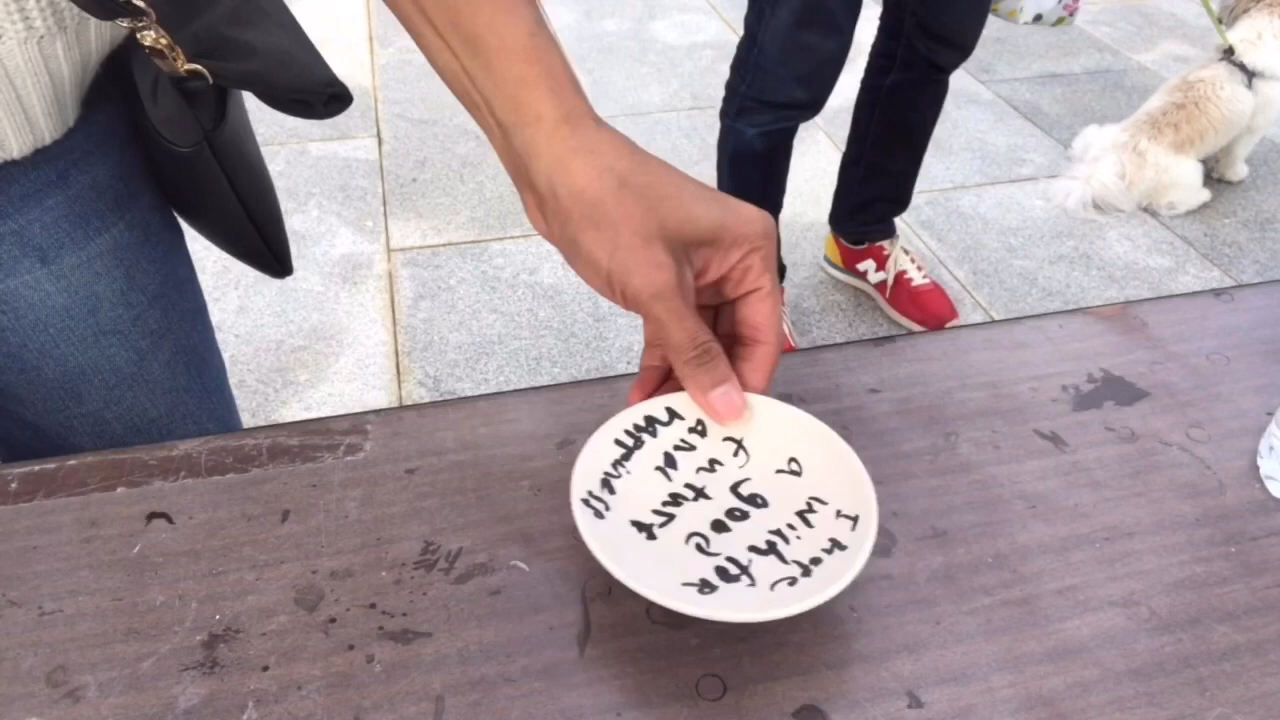 I hope
a wish for
good
future
and
happiness
N